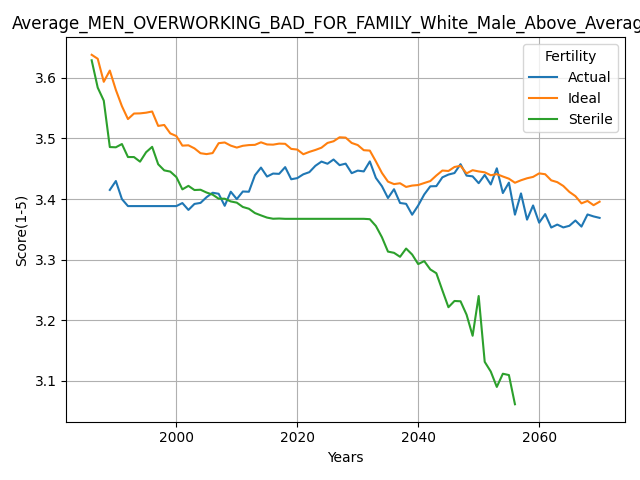 Average_MEN_OVERWORKING_BAD_FOR_FAMILY_White_Male_Above_Averag
Fertility
Actual
Ideal
Sterile
Score(1-5)
3.6
3.5
3.4
3.3
3.2
3.1
2000 2020 2040 2060
Years